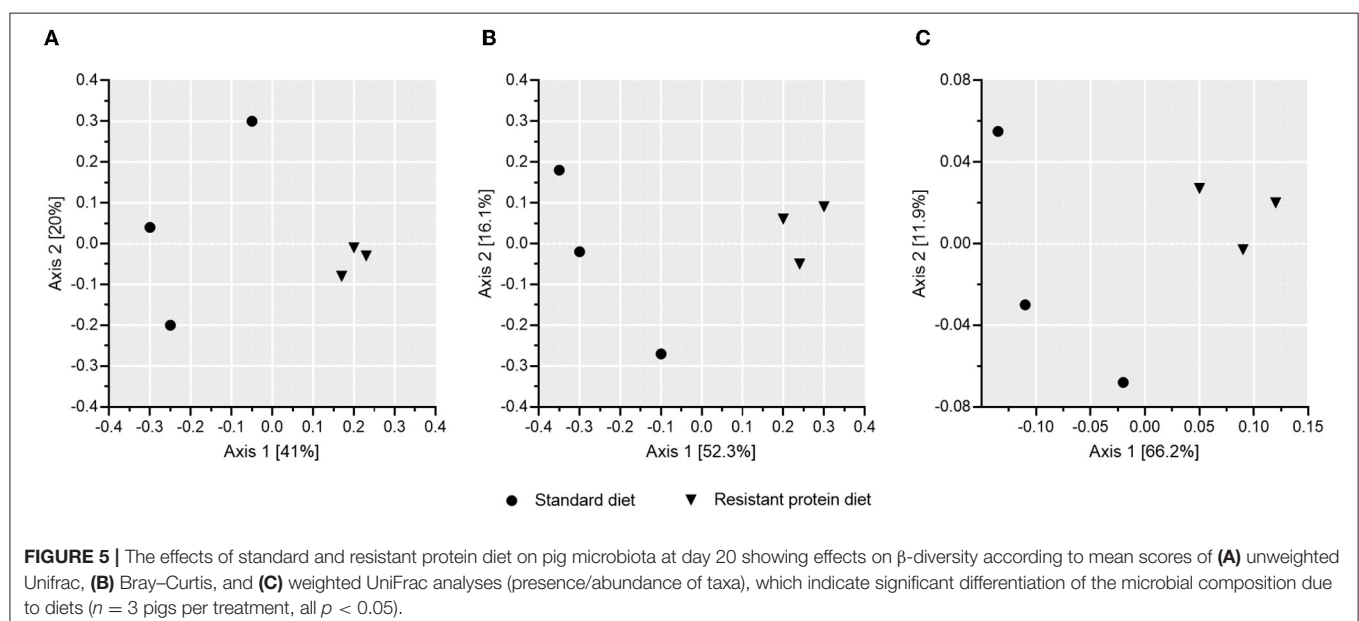 A
B
C
0.4
0.3
0.2
0.1
0.0
-0.1
-0.2
-0.3
-0.4
Axis 2 [20%]
-0.4 -0.3 -0.2 -0.1 0.0 0.1 0.2 0.3 0.4
Axis 1 [41%]
0.4
0.3
0.2
0.1
0.0
-0.1
-0.2
-0.3
-0.4
Axis 2 [16.1%]
-0.4 -0.3 -0.2 -0.1 0.0 0.1 0.2 0.3 0.4
Axis 1 [52.3%]
0.08
0.04
0.00
-0.04
-0.08
Axis 2 [11.9%]
-0.10 -0.05 0.00 0.05 0.10 0.15
Axis 1 [66.2%]
Standard diet Resistant protein diet
FIGURE 5 | The effects of standard and resistant protein diet on pig microbiota at day 20 showing effects on β-diversity according to mean scores of (A) unweighted
Unifrac, (B) Bray–Curtis, and (C) weighted UniFrac analyses (presence/abundance of taxa), which indicate significant differentiation of the microbial composition due
to diets (n = 3 pigs per treatment, all p < 0.05).